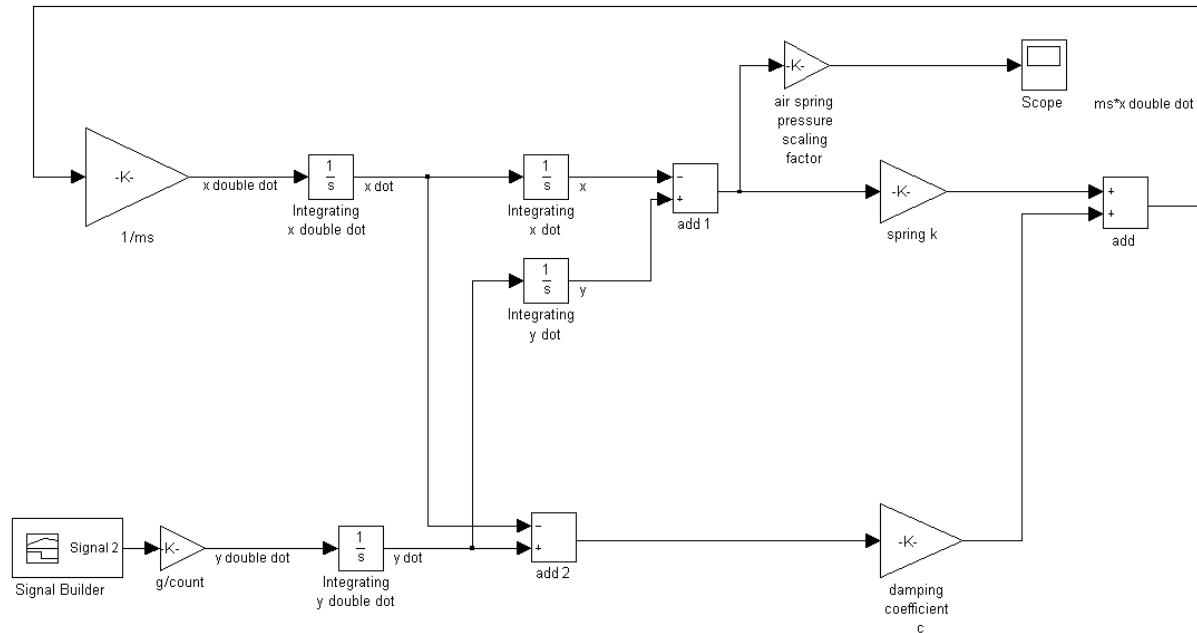 -K-
air spring
pressure
scaling
factor
Scope
ms*x double dot
-K-
1/ms
x double dot
1
s
Integrating
x double dot
x dot
1
s
Integrating
x dot
x
−
+
add 1
-K-
spring k
+
+
add
1
s
Integrating
y dot
y
Signal 2
Signal Builder
-K-
g/count
y double dot
1
s
Integrating
y double dot
y dot
−
+
add 2
-K-
damping
coefficient
c